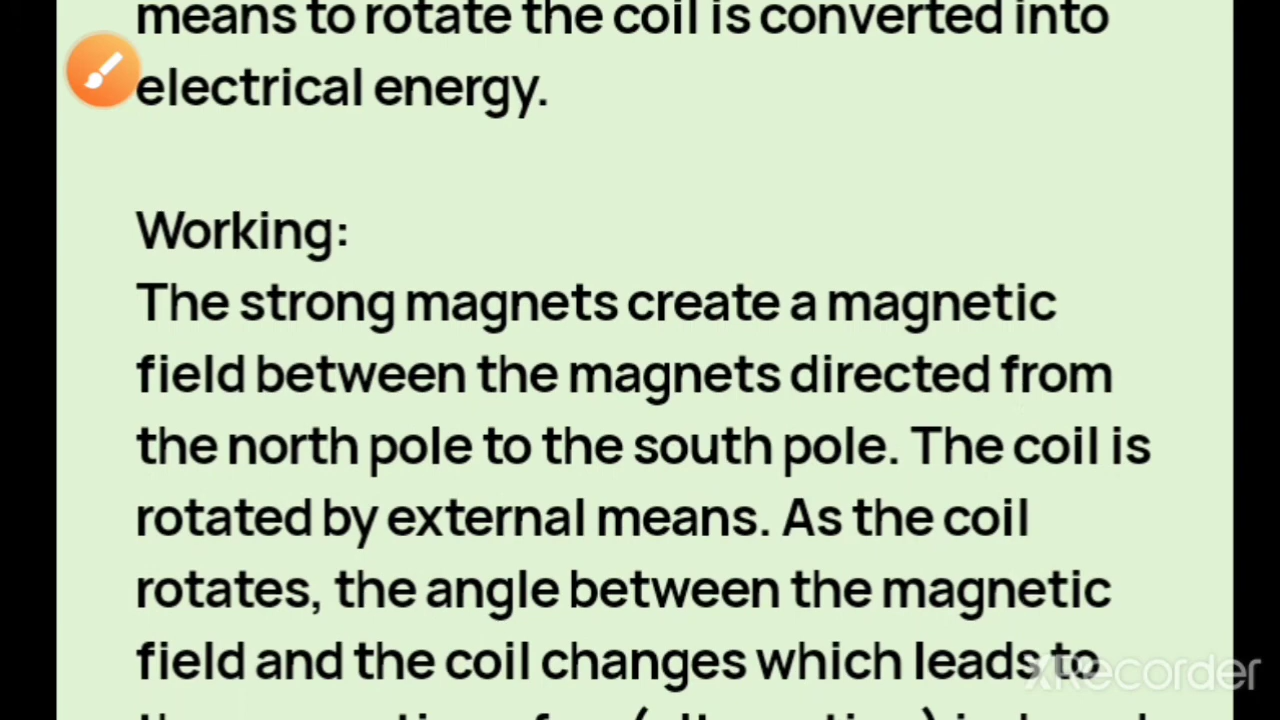 means to rotate the coil is converted into
electrical energy.
Working:
The strong magnets create a magnetic
field between the magnets directed from
the north pole to the south pole. The coil is
rotated by external means. As the coil
rotates, the angle between the magnetic
field and the coil changes which leads to
XRecorder